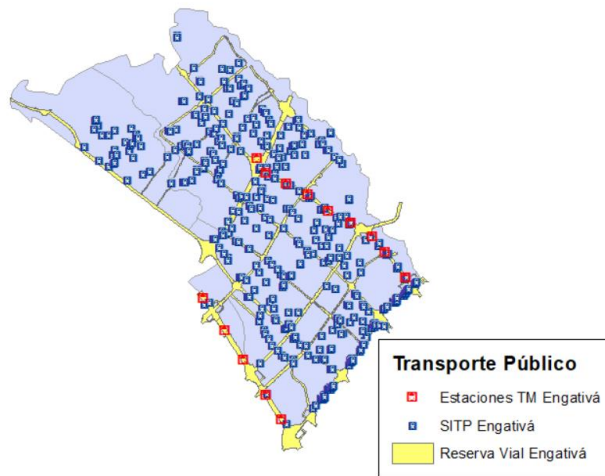 Transporte Público
Estaciones TM Engativá
SITP Engativá
Reserva Vial Engativá